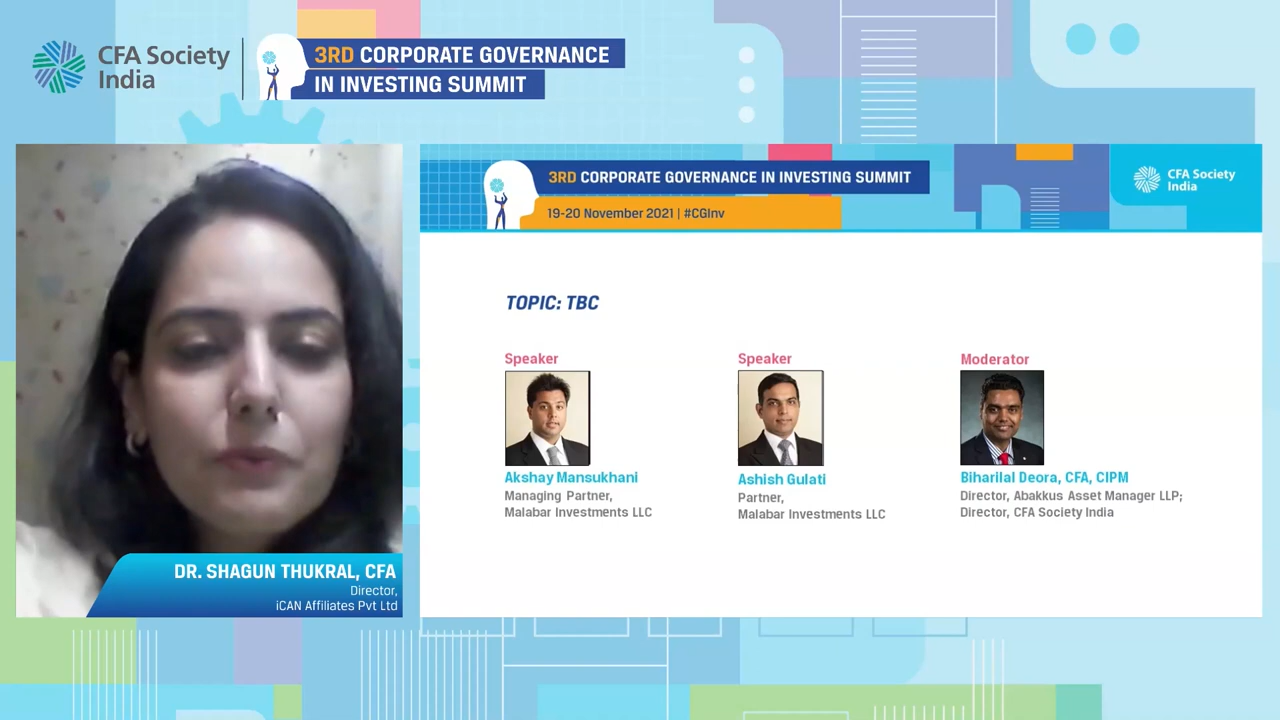 CFA Society
India
3RD CORPORATE GOVERNANCE
IN INVESTING SUMMIT
3RD CORPORATE GOVERNANCE IN INVESTING SUMMIT
19-20 November 2021 | #CGInv
CFA Society
India
TOPIC: TBC
Speaker
Akshay Mansukhani
Managing Partner,
Malabar Investments LLC
Speaker
Ashish Gulati
Partner,
Malabar Investments LLC
Moderator
Biharilal Deora, CFA, CIPM
Director, Abakkus Asset Manager LLP;
Director, CFA Society India
DR. SHAGUN THUKRAL, CFA
Director,
iCAN Affiliates Pvt Ltd